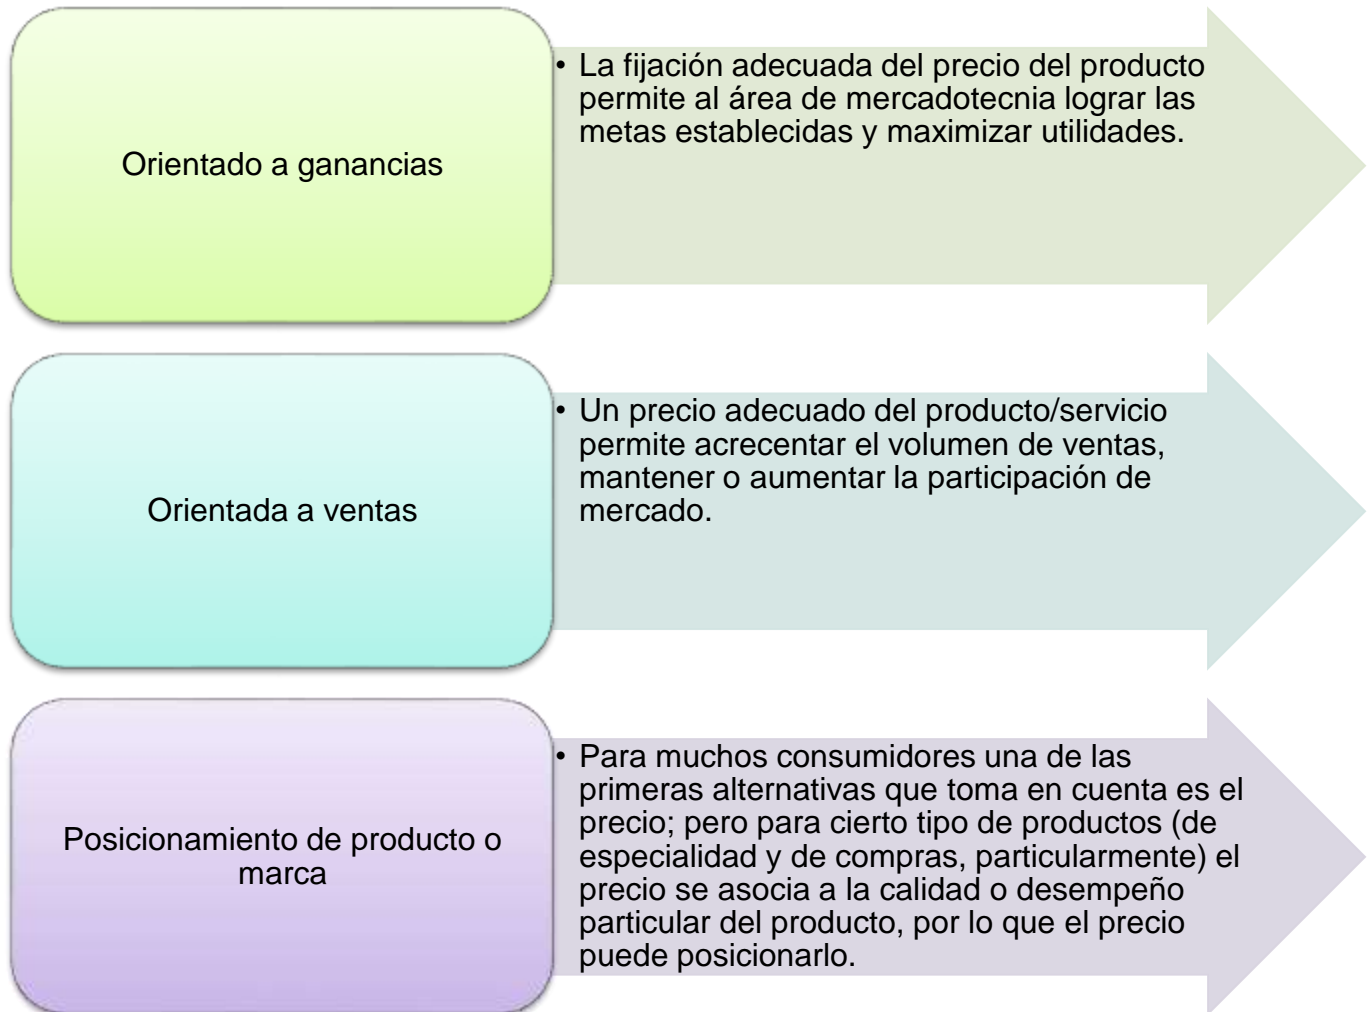 Orientado a ganancias
• La fijación adecuada del precio del producto
permite al área de mercadotecnia lograr las
metas establecidas y maximizar utilidades.
Orientada a ventas
• Un precio adecuado del producto/servicio
permite acrecentar el volumen de ventas,
mantener o aumentar la participación de
mercado.
Posicionamiento de producto o
marca
• Para muchos consumidores una de las
primeras alternativas que toma en cuenta es el
precio; pero para cierto tipo de productos (de
especialidad y de compras, particularmente) el
precio se asocia a la calidad o desempeño
particular del producto, por lo que el precio
puede posicionarlo.